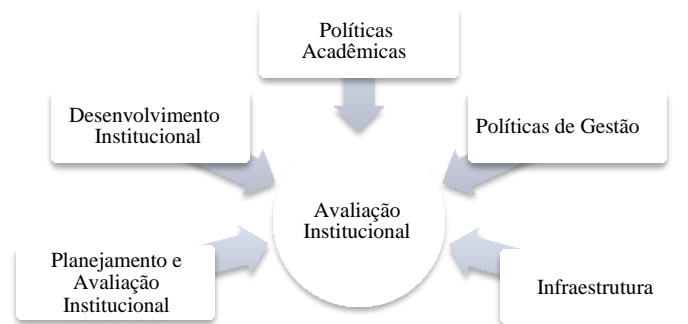 Políticas
Acadêmicas
Desenvolvimento
Institucional
Políticas de Gestão
Avaliação
Institucional
Planejamento e
Avaliação
Institucional
Infraestrutura